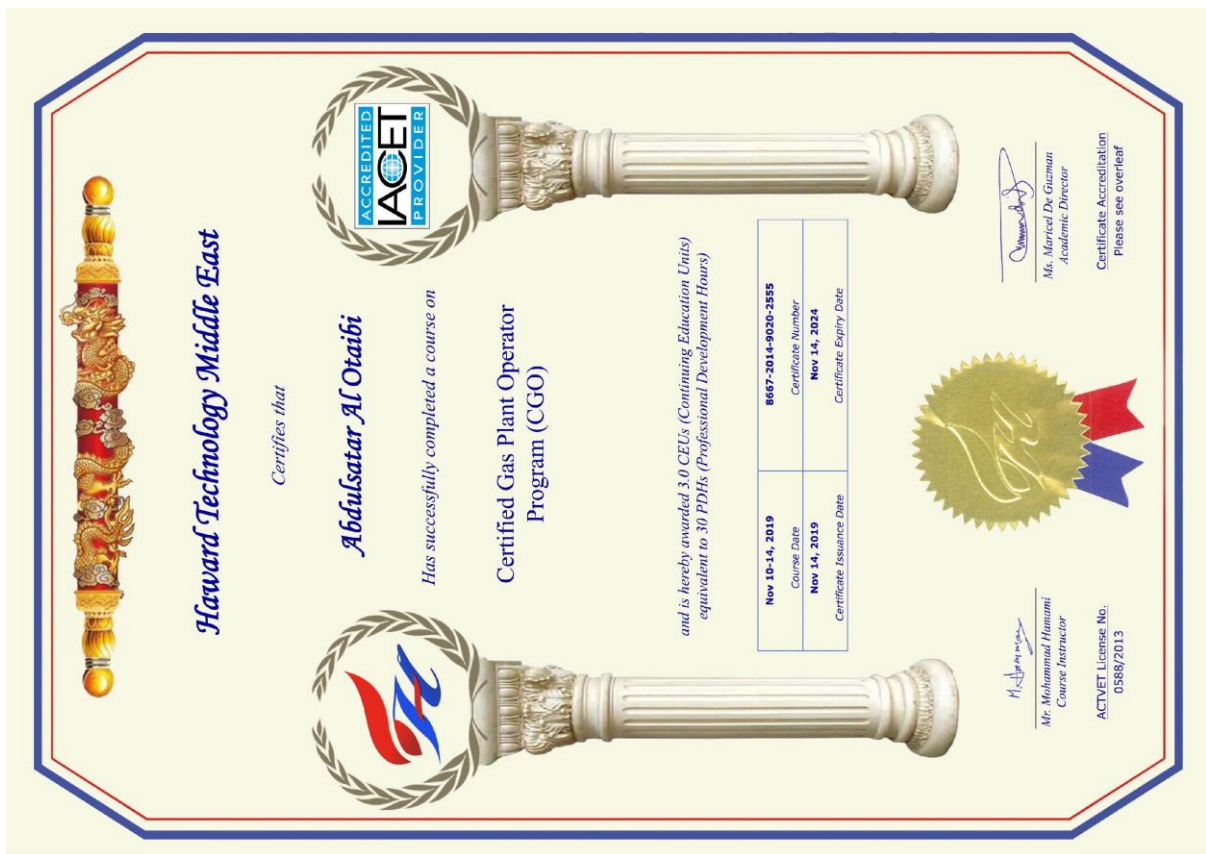 Haward Technology Middle East
Certifies that
ACCREDITED
IACET
PROVIDER
Abdulsatar Al Otaibi
Has successfully completed a course on
Certified Gas Plant Operator
Program (CGO)
and is hereby awarded 3.0 CEUs (Continuing Education Units)
equivalent to 30 PDHs (Professional Development Hours)
Nov 10-14, 2019
Course Date
8667-2014-9020-2555
Certificate Number
Nov 14, 2019
Certificate Issuance Date
Nov 14, 2024
Certificate Expiry Date
Mr. Mohammad Hamami
Course Instructor
Ms. Maricel De Guzman
Academic Director
ACTVET License No.
0588/2013
Certificate Accreditation
Please see overleaf